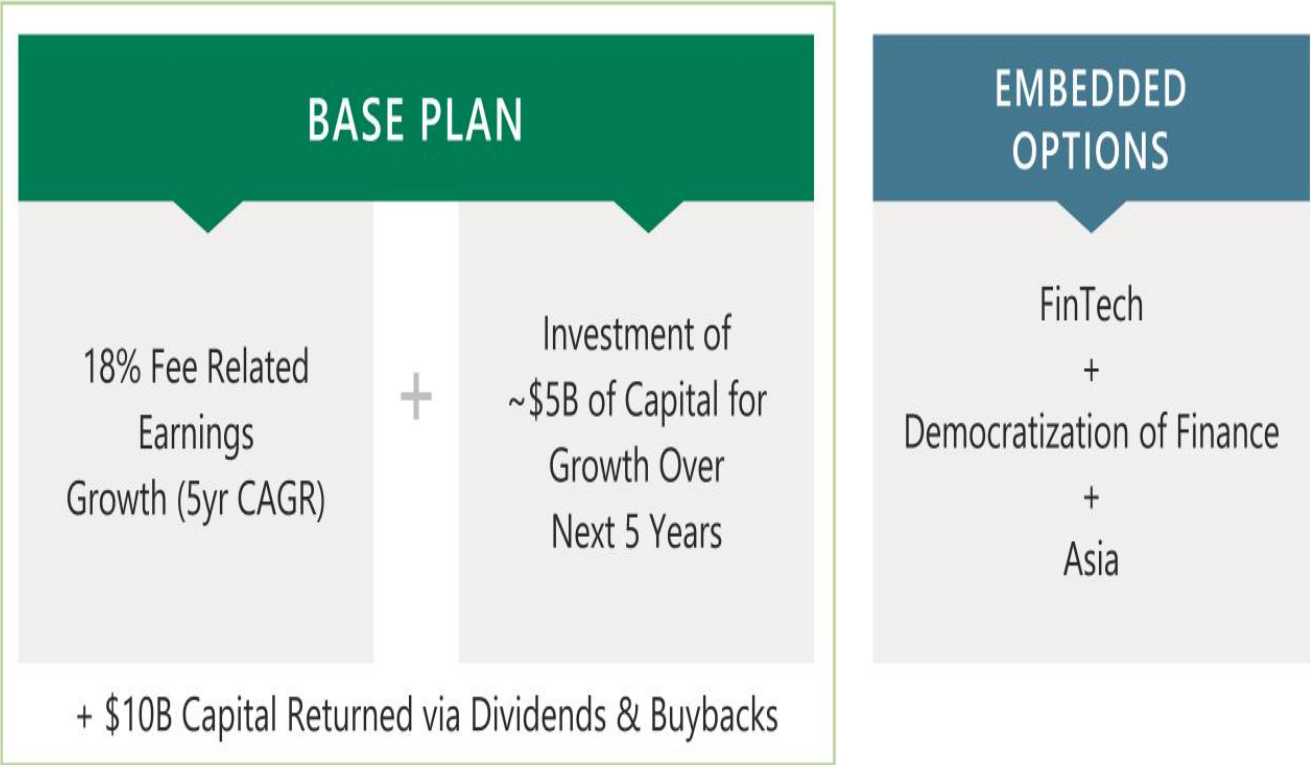 BASE PLAN
18% Fee Related
Earnings
Growth (5yr CAGR)
+
Investment of
~$5B of Capital for
Growth Over
Next 5 Years
+ $10B Capital Returned via Dividends & Buybacks
EMBEDDED
OPTIONS
FinTech
+
Democratization of Finance
+
Asia